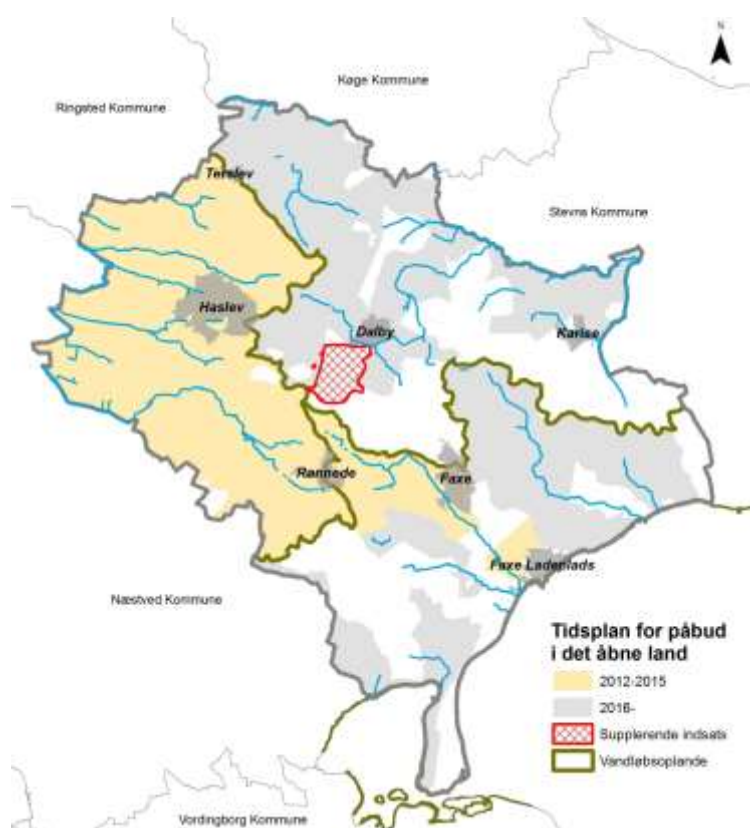 N
Køge Kommune
Ringsted Kommune
Terslev
Stevns Kommune
Haslev
Dalby
Karise
Rønnede
Faxe
Faxe Ladeplads
Næstved Kommune
Tidsplan for påbud
i det åbne land
2012-2015
2016-
Supplerende indsats
Vandløbsoplande
Vordingborg Kommune